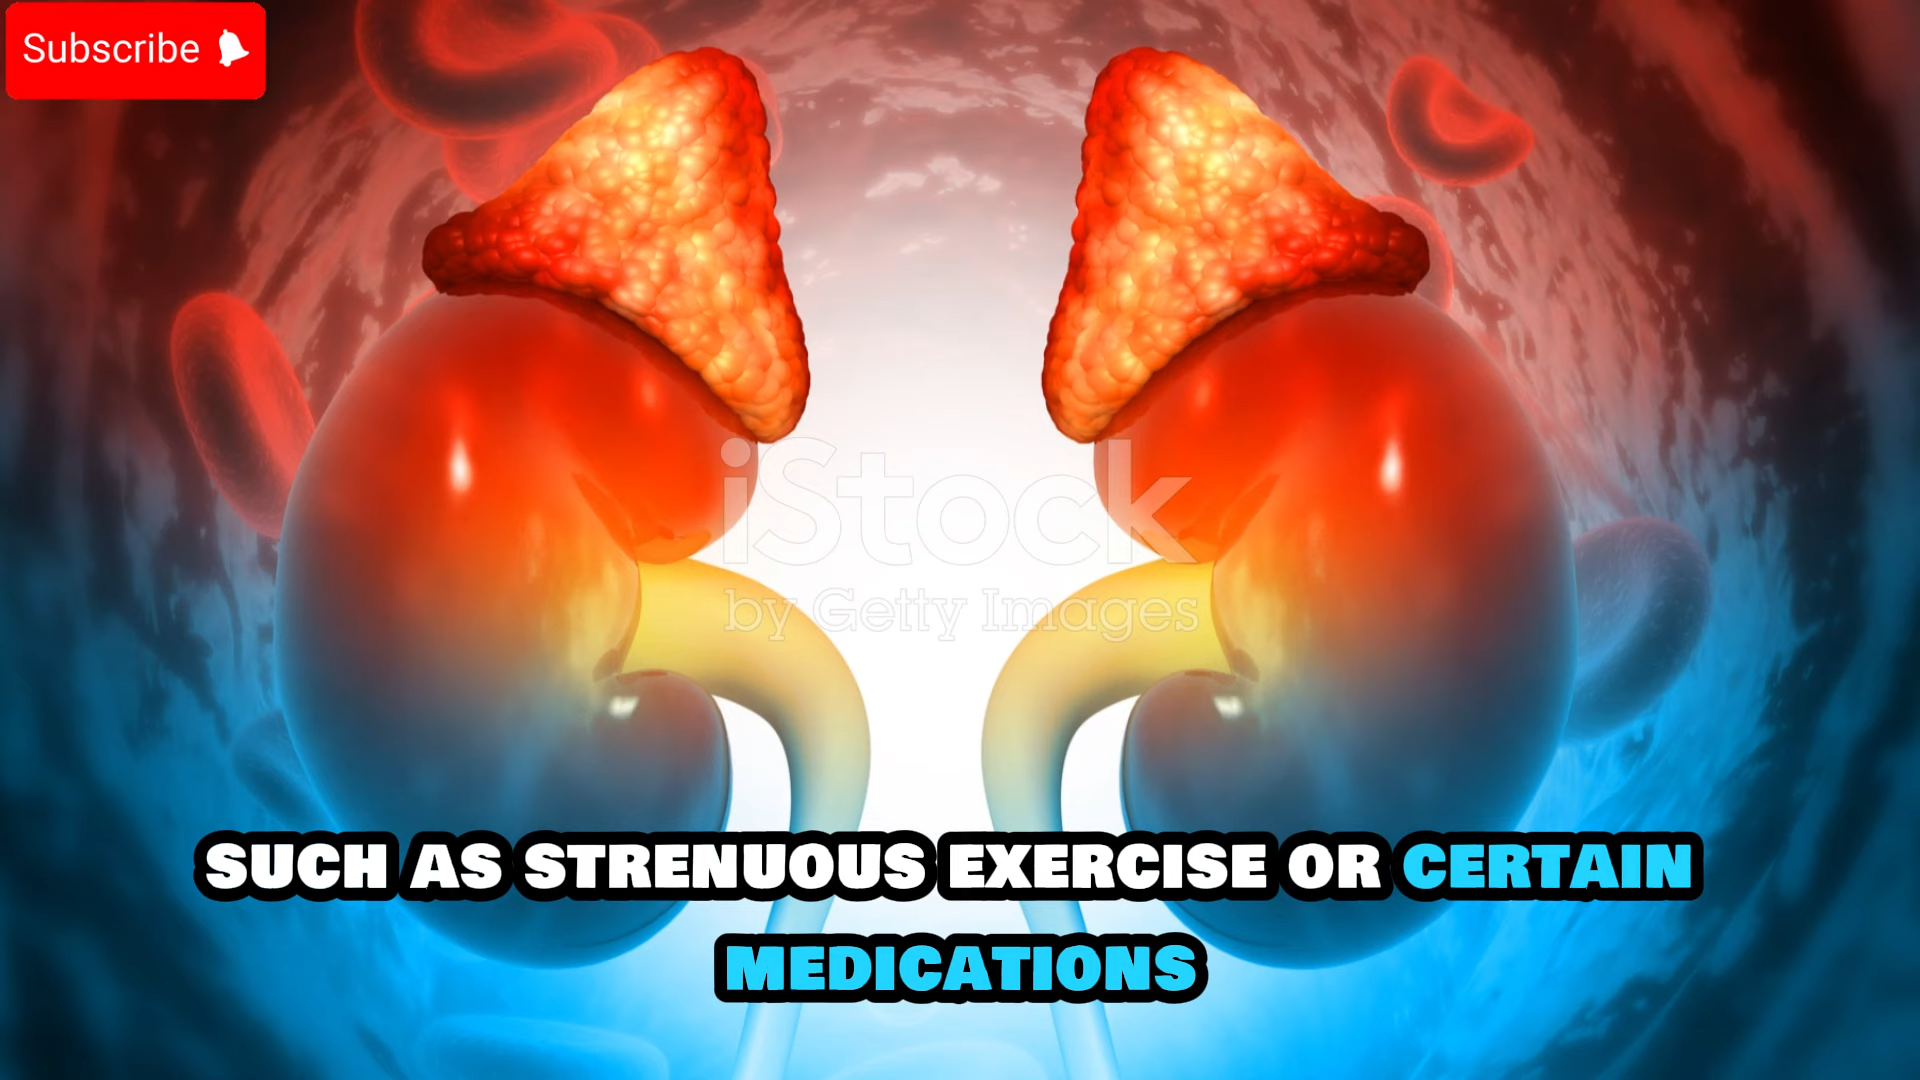 Subscribe
iStock
by Getty Images
SUCH AS STRENUOUS EXERCISE OR CERTAIN
MEDICATIONS